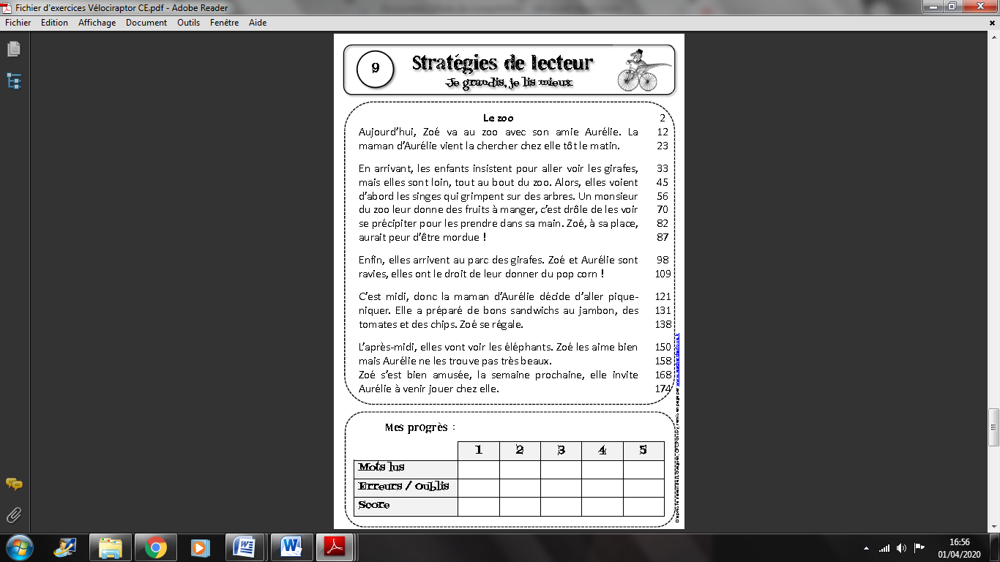 Fichier d'exercices Vélociraptor CE.pdf - Adobe Reader
Fichier Edition Affichage Document Outils Fenêtre Aide
9
Stratégies de lecteur
Je grandis, je lis mieux
Le zoo 2
Aujourd'hui, Zoé va au zoo avec son amie Aurélie. La 12
maman d'Aurélie vient la chercher chez elle tôt le matin. 23
En arrivant, les enfants insistent pour aller voir les girafes, 33
mais elles sont loin, tout au bout du zoo. Alors, elles voient 45
d'abord les singes qui grimpent sur des arbres. Un monsieur 56
du zoo leur donne des fruits à manger, c'est drôle de les voir 70
se précipiter pour les prendre dans sa main. Zoé, à sa place, 82
aurait peur d'être mordue ! 87
Enfin, elles arrivent au parc des girafes. Zoé et Aurélie sont 98
ravies, elles ont le droit de leur donner du pop corn ! 109
C'est midi, donc la maman d'Aurélie décide d'aller pique- 121
niquer. Elle a préparé de bons sandwichs au jambon, des 131
tomates et des chips. Zoé se régale. 138
L'après-midi, elles vont voir les éléphants. Zoé les aime bien 150
mais Aurélie ne les trouve pas très beaux. 158
Zoé s'est bien amusée, la semaine prochaine, elle invite 168
Aurélie à venir jouer chez elle. 174
Mes progrès :
1 2 3 4 5
Mots lus
Erreurs / Oublis
Score
16:56
01/04/2020